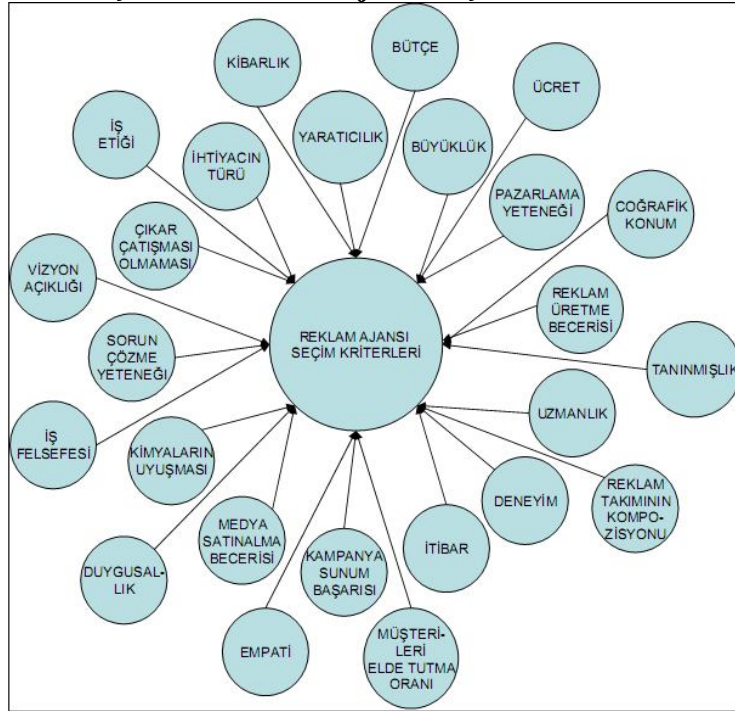 KİBARLIK
BÜTÇE
ÜCRET
İŞ
ETİĞİ
İHTİYACIN
TÜRÜ
YARATICILIK
BÜYÜKLÜK
PAZARLAMA
YETENEĞİ
COĞRAFİK
KONUM
ÇIKAR
ÇATIŞMASI
OLMAMASI
VİZYON
AÇIKLIĞI
REKLAM
ÜRETME
BECERİSİ
REKLAM AJANSI
SEÇİM KRİTERLERİ
SORUN
ÇÖZME
YETENEĞİ
TANINMIŞLIK
İŞ
FELSEFESİ
KİMYALARIN
UYUŞMASI
UZMANLIK
DENEYİM
REKLAM
TAKIMININ
KOMPO-
ZİSYONU
MEDYA
SATINALMA
BECERİSİ
KAMPANYA
SUNUM
BAŞARISI
İTİBAR
DUYGUSAL-
LIK
EMPATİ
MÜŞTERİ-
LERİ
ELDE TUTMA
ORANI